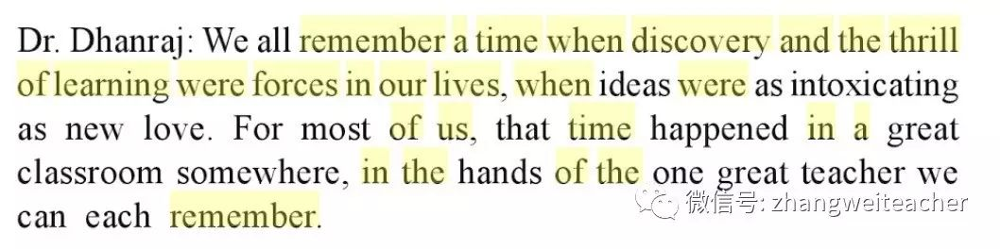 Dr. Dhanraj: We all remember a time when discovery and the thrill
of learning were forces in our lives, when ideas were as intoxicating
as new love. For most of us, that time happened in a great
classroom somewhere, in the hands of the one great teacher we
can each remember.
微信号: zhangweiteacher